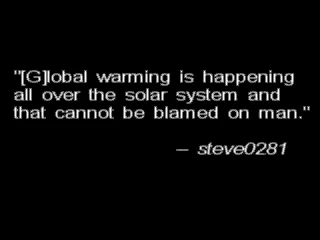 "[G]lobal warming is happening
all over the solar system and
that cannot be blamed on man."
– steve0281